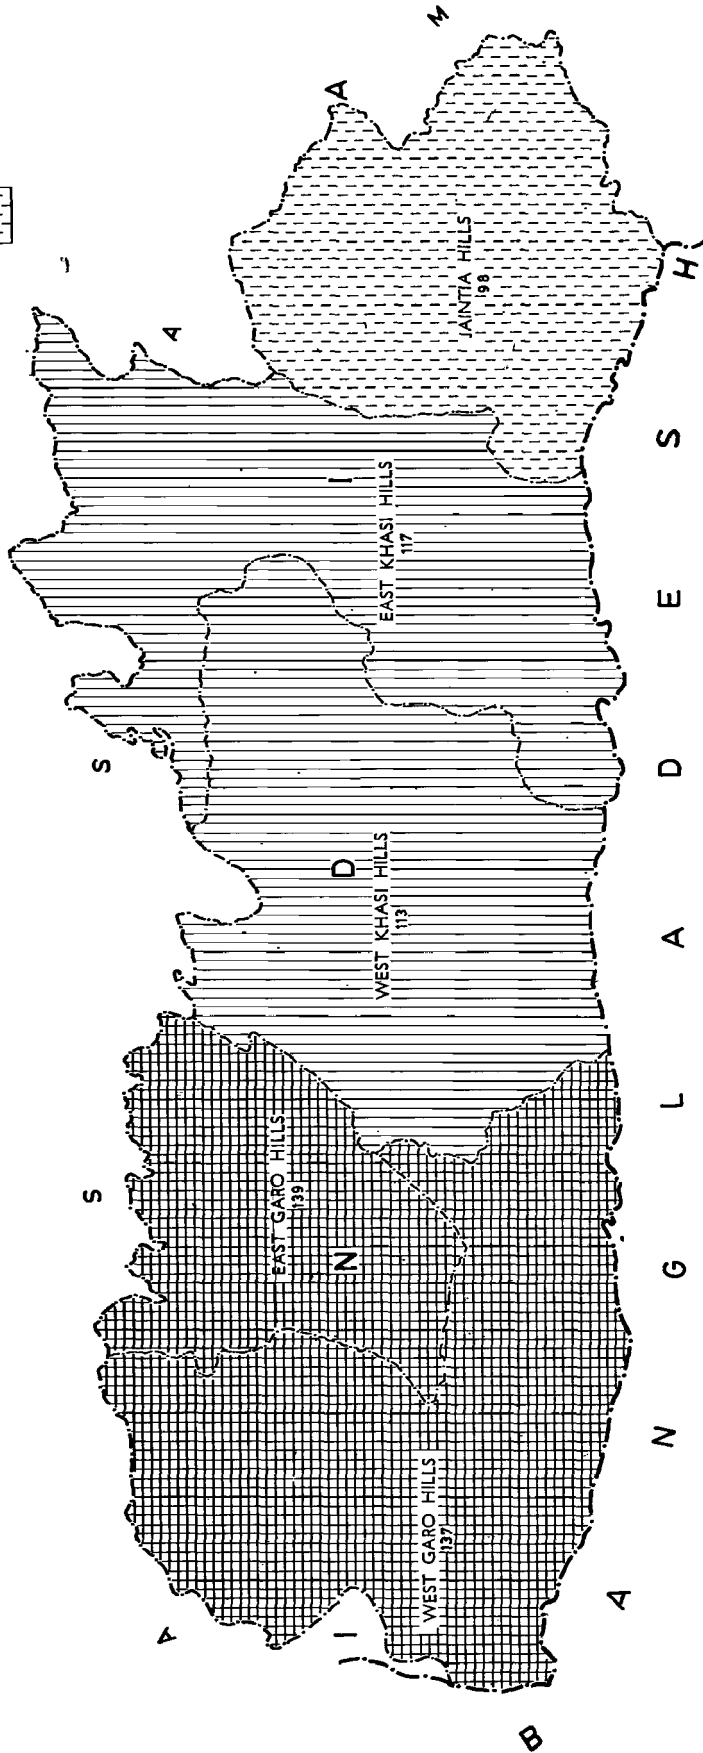 A S S A M
I N D I A
EAST GARO HILLS
139
WEST GARO HILLS
137
WEST KHASI HILLS
113
EAST KHASI HILLS
117
JAINTIA HILLS
98
B A N G L A D E S H